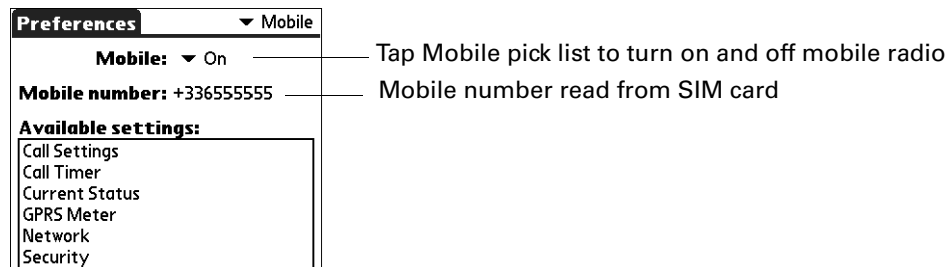 Preferences Mobile
Mobile: On Tap Mobile pick list to turn on and off mobile radio
Mobile number: +336555555 Mobile number read from SIM card
Available settings:
Call Settings
Call Timer
Current Status
GPRS Meter
Network
Security